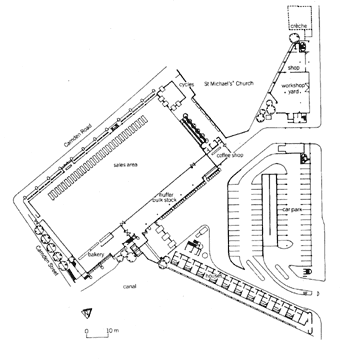 crèche
shop
workshop
yard
St Michael's Church
cycles
Camden Road
coffee shop
sales area
buffer
bulk stock
car park
Camden Street
bakery
canal
0 10 m